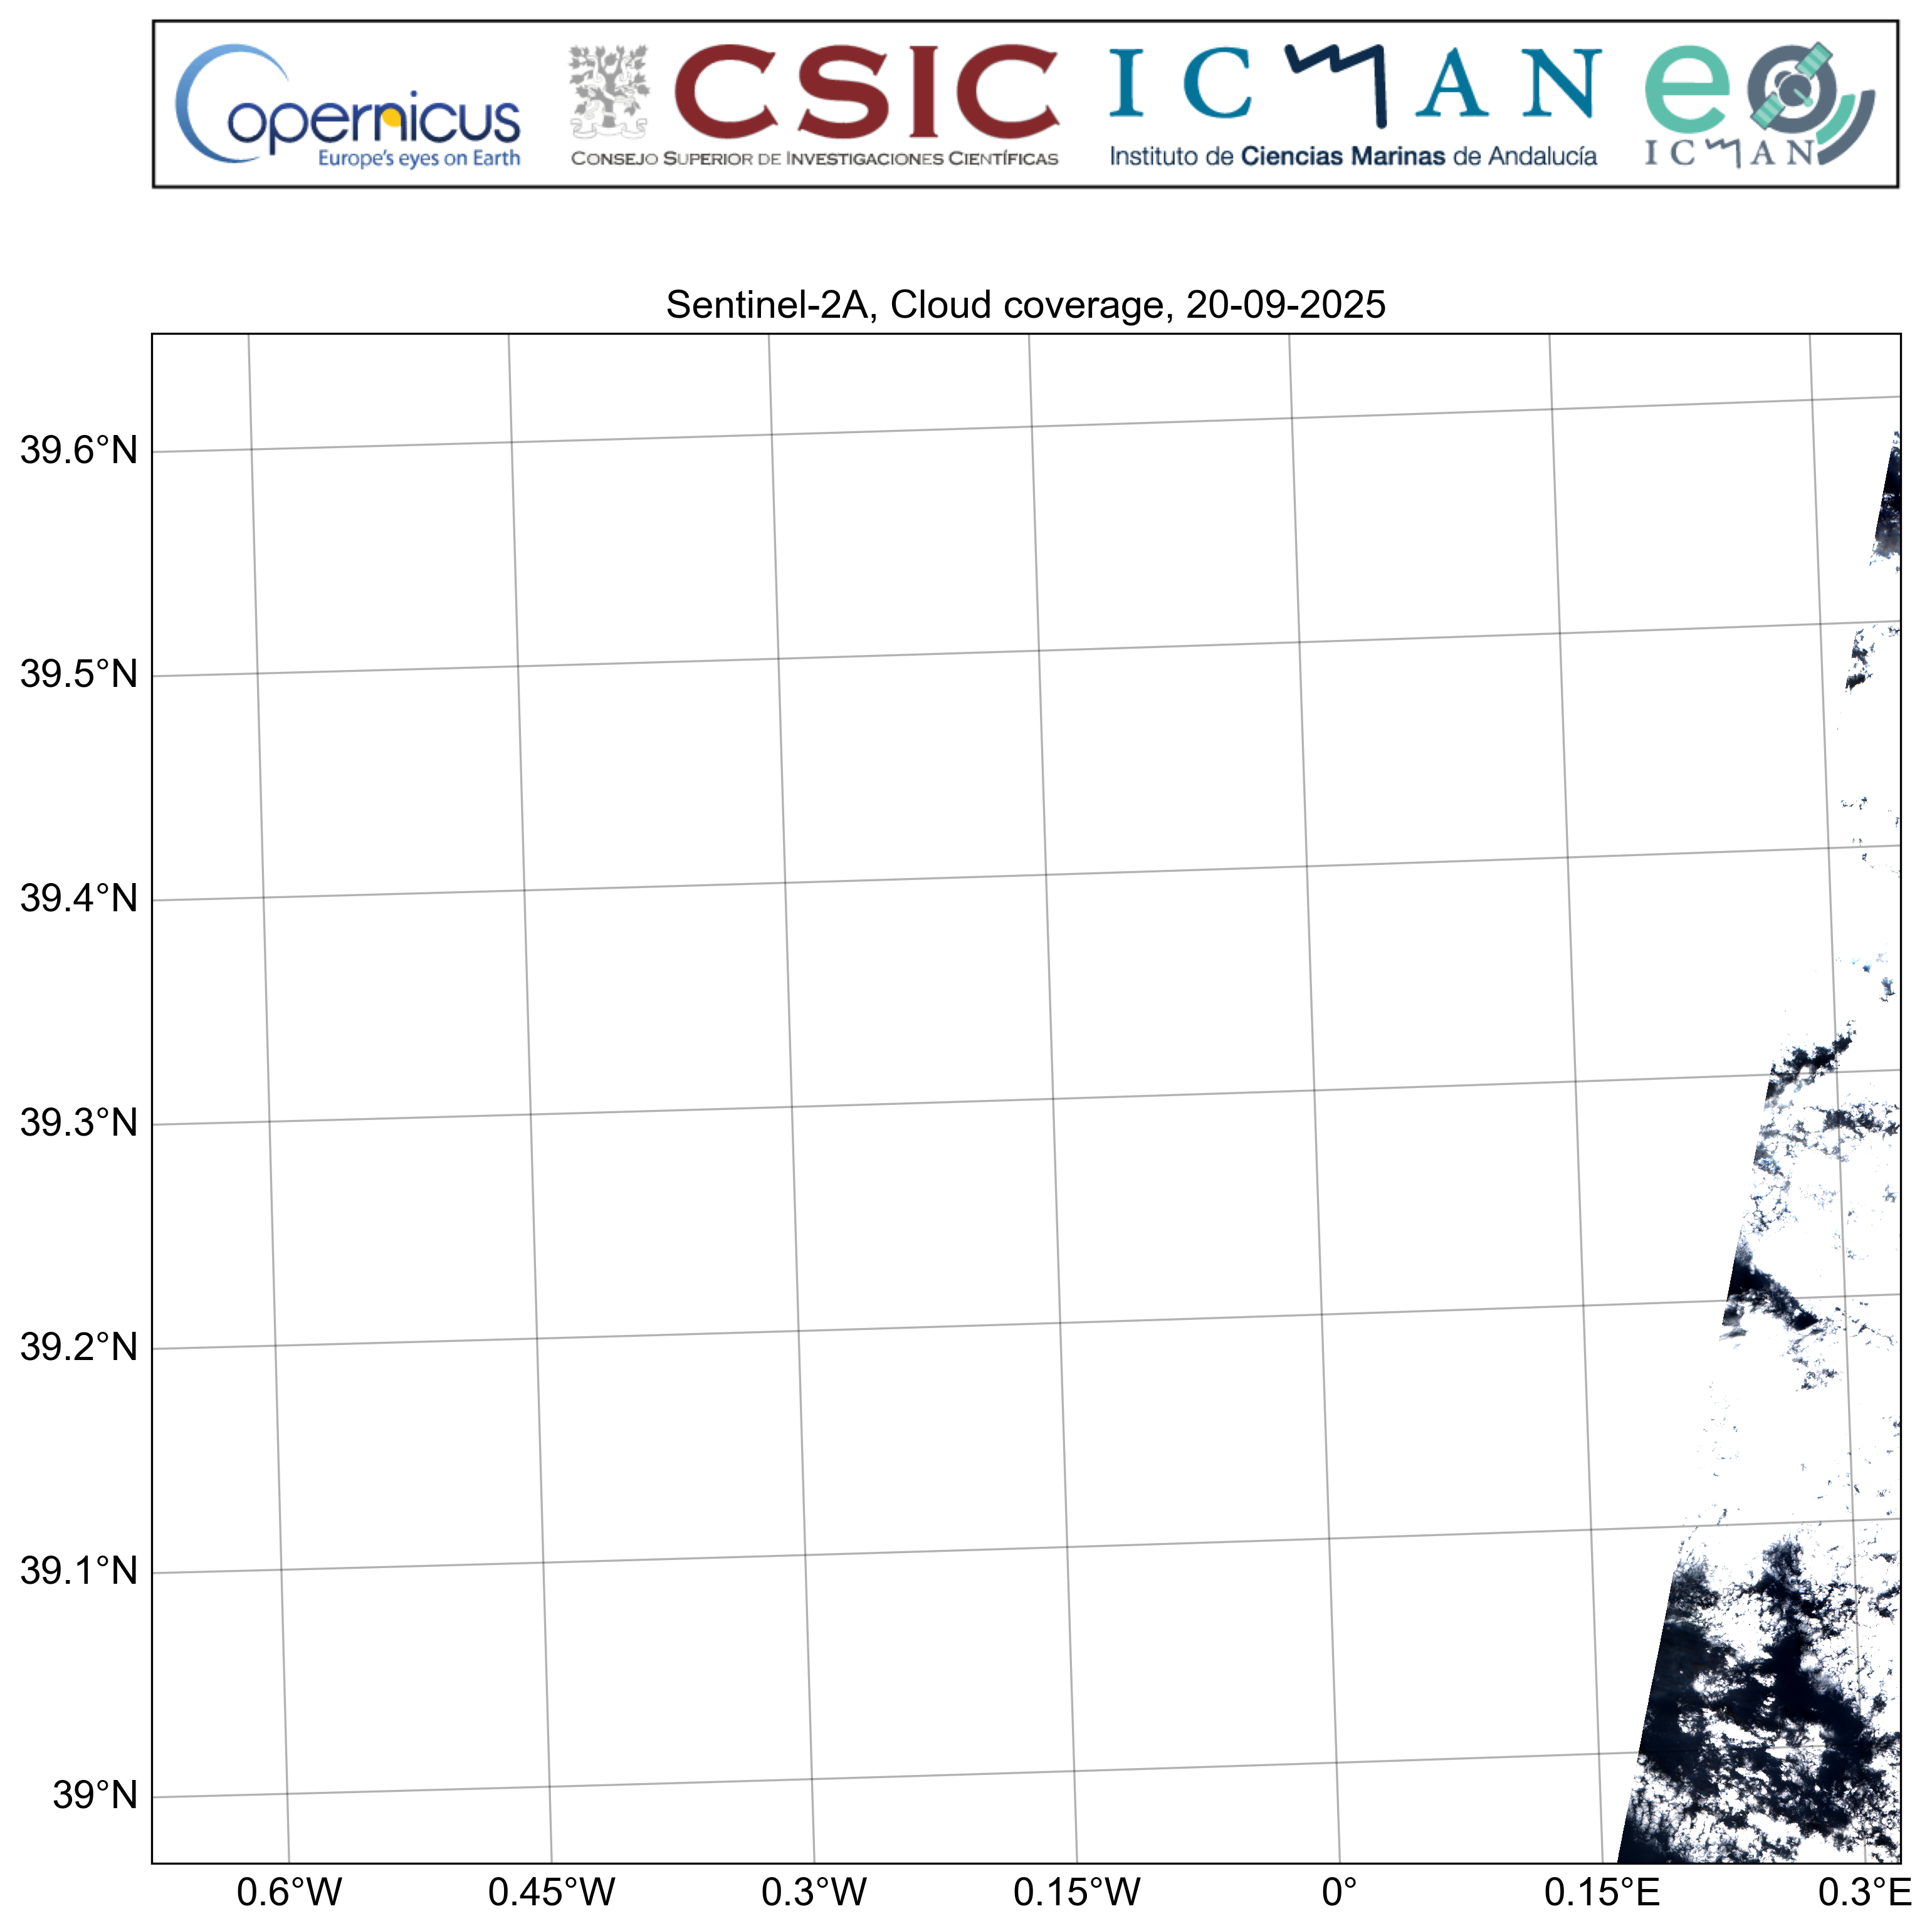 Copernicus
Europe's eyes on Earth
CSIC
CONSEJO SUPERIOR DE INVESTIGACIONES CIENTÍFICAS
ICMAN
Instituto de Ciencias Marinas de Andalucía
eo
ICMAN
Sentinel-2A, Cloud coverage, 20-09-2025
39.6°N
39.5°N
39.4°N
39.3°N
39.2°N
39.1°N
39°N
0.6°W 0.45°W 0.3°W 0.15°W 0° 0.15°E 0.3°E